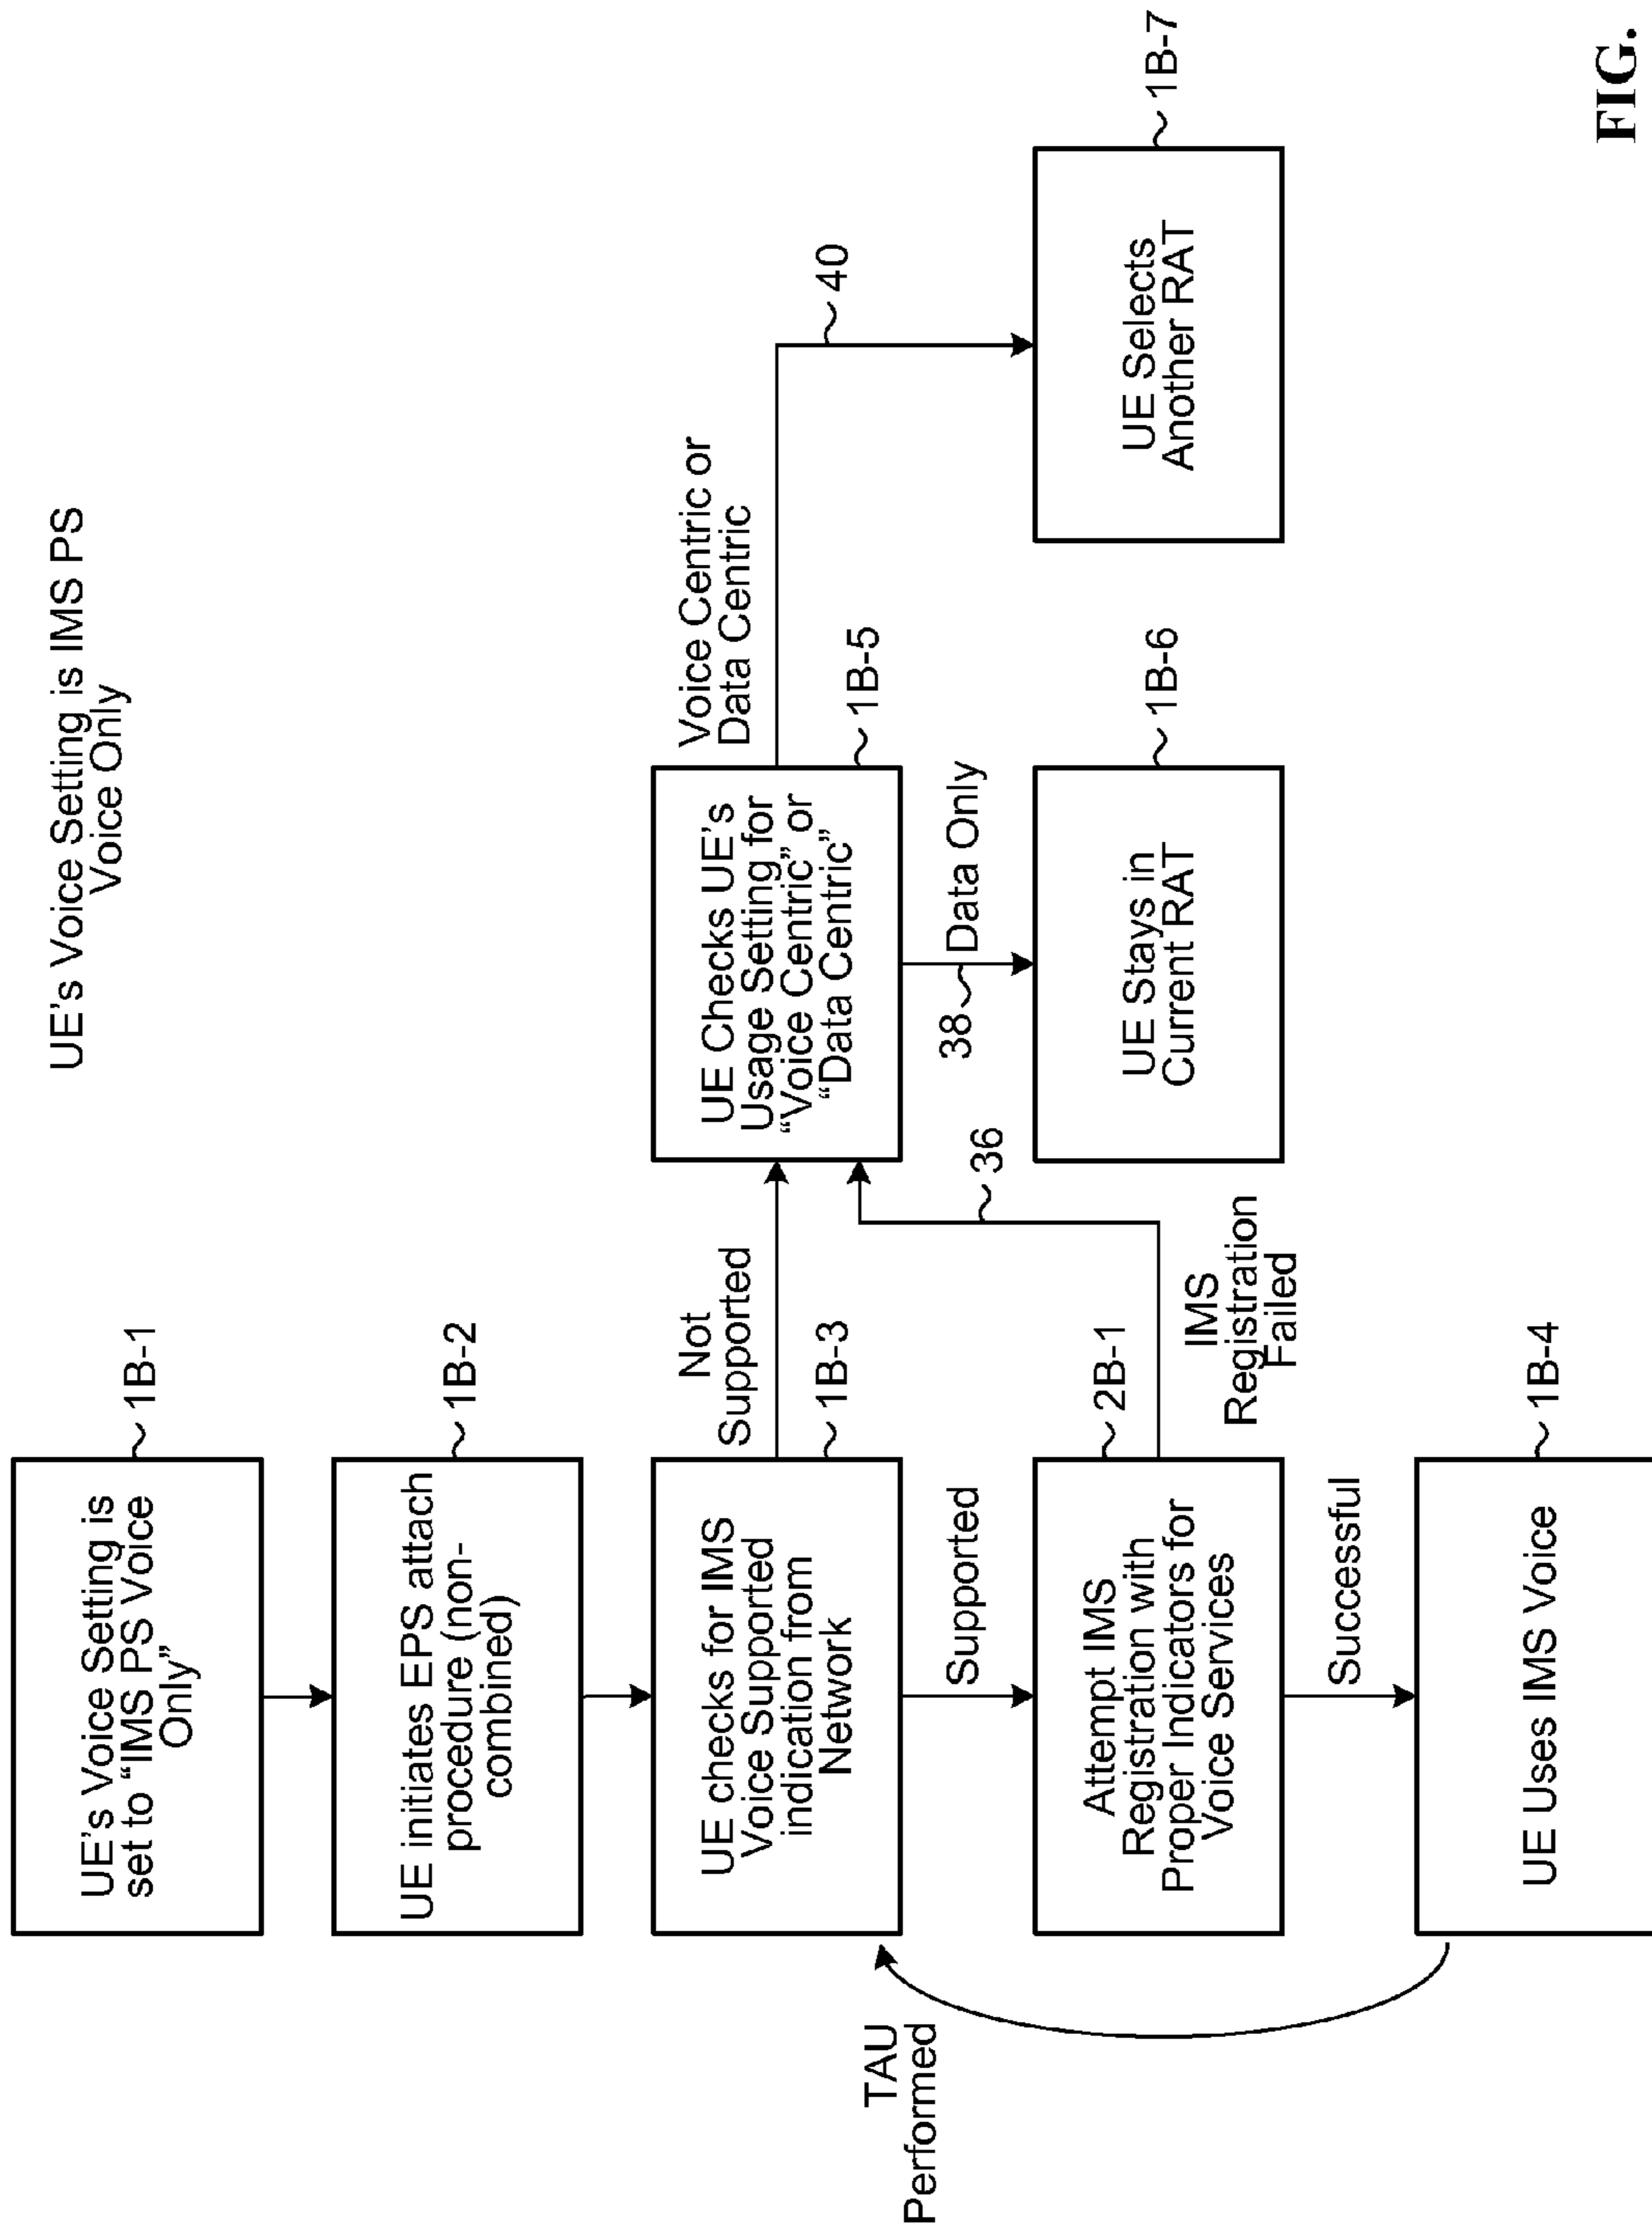 UE's Voice Setting is IMS PS
Voice Only
UE's Voice Setting is
set to “IMS PS Voice
Only”
1B-1
UE initiates EPS attach
procedure (non-
combined)
1B-2
UE checks for IMS
Voice Supported
indication from
Network
1B-3
Not
Supported
UE Checks UE's
Usage Setting for
“Voice Centric” or
“Data Centric”
1B-5
Voice Centric or
Data Centric
40
TAU
Performed
Supported
36
38
Data Only
Attempt IMS
Registration with
Proper Indicators for
Voice Services
2B-1
IMS
Registration
Failed
UE Stays in
Current RAT
1B-6
UE Selects
Another RAT
1B-7
Successful
UE Uses IMS Voice
1B-4
FIG.